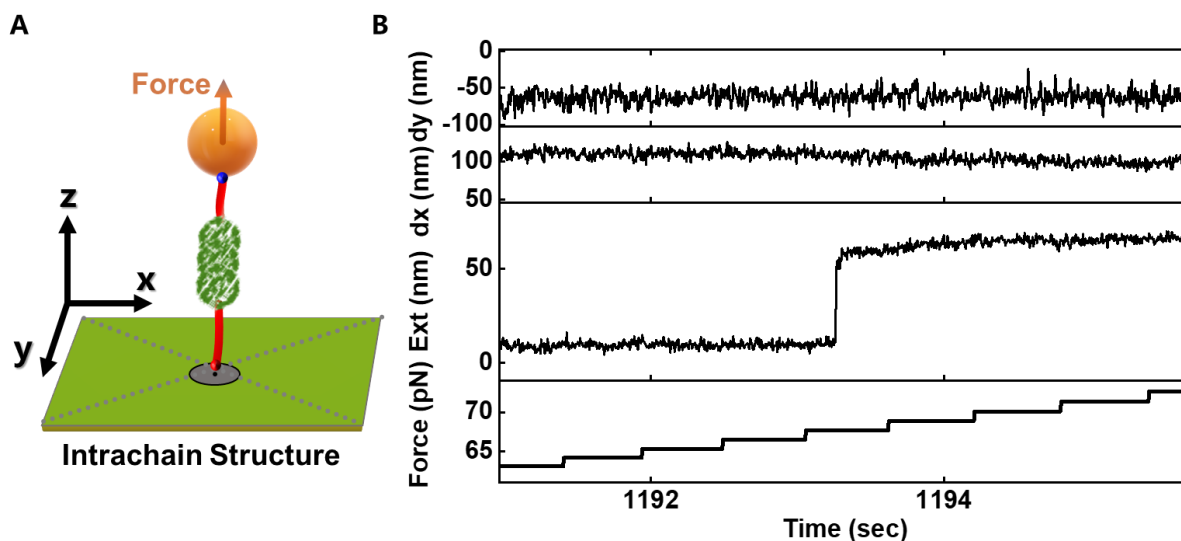 A
Force
z
x
y
Intrachain Structure
B
0
-50
-100
dy (nm)
100
50
dx (nm)
50
0
Ext (nm)
70
65
Force (pN)
1192
1194
Time (sec)